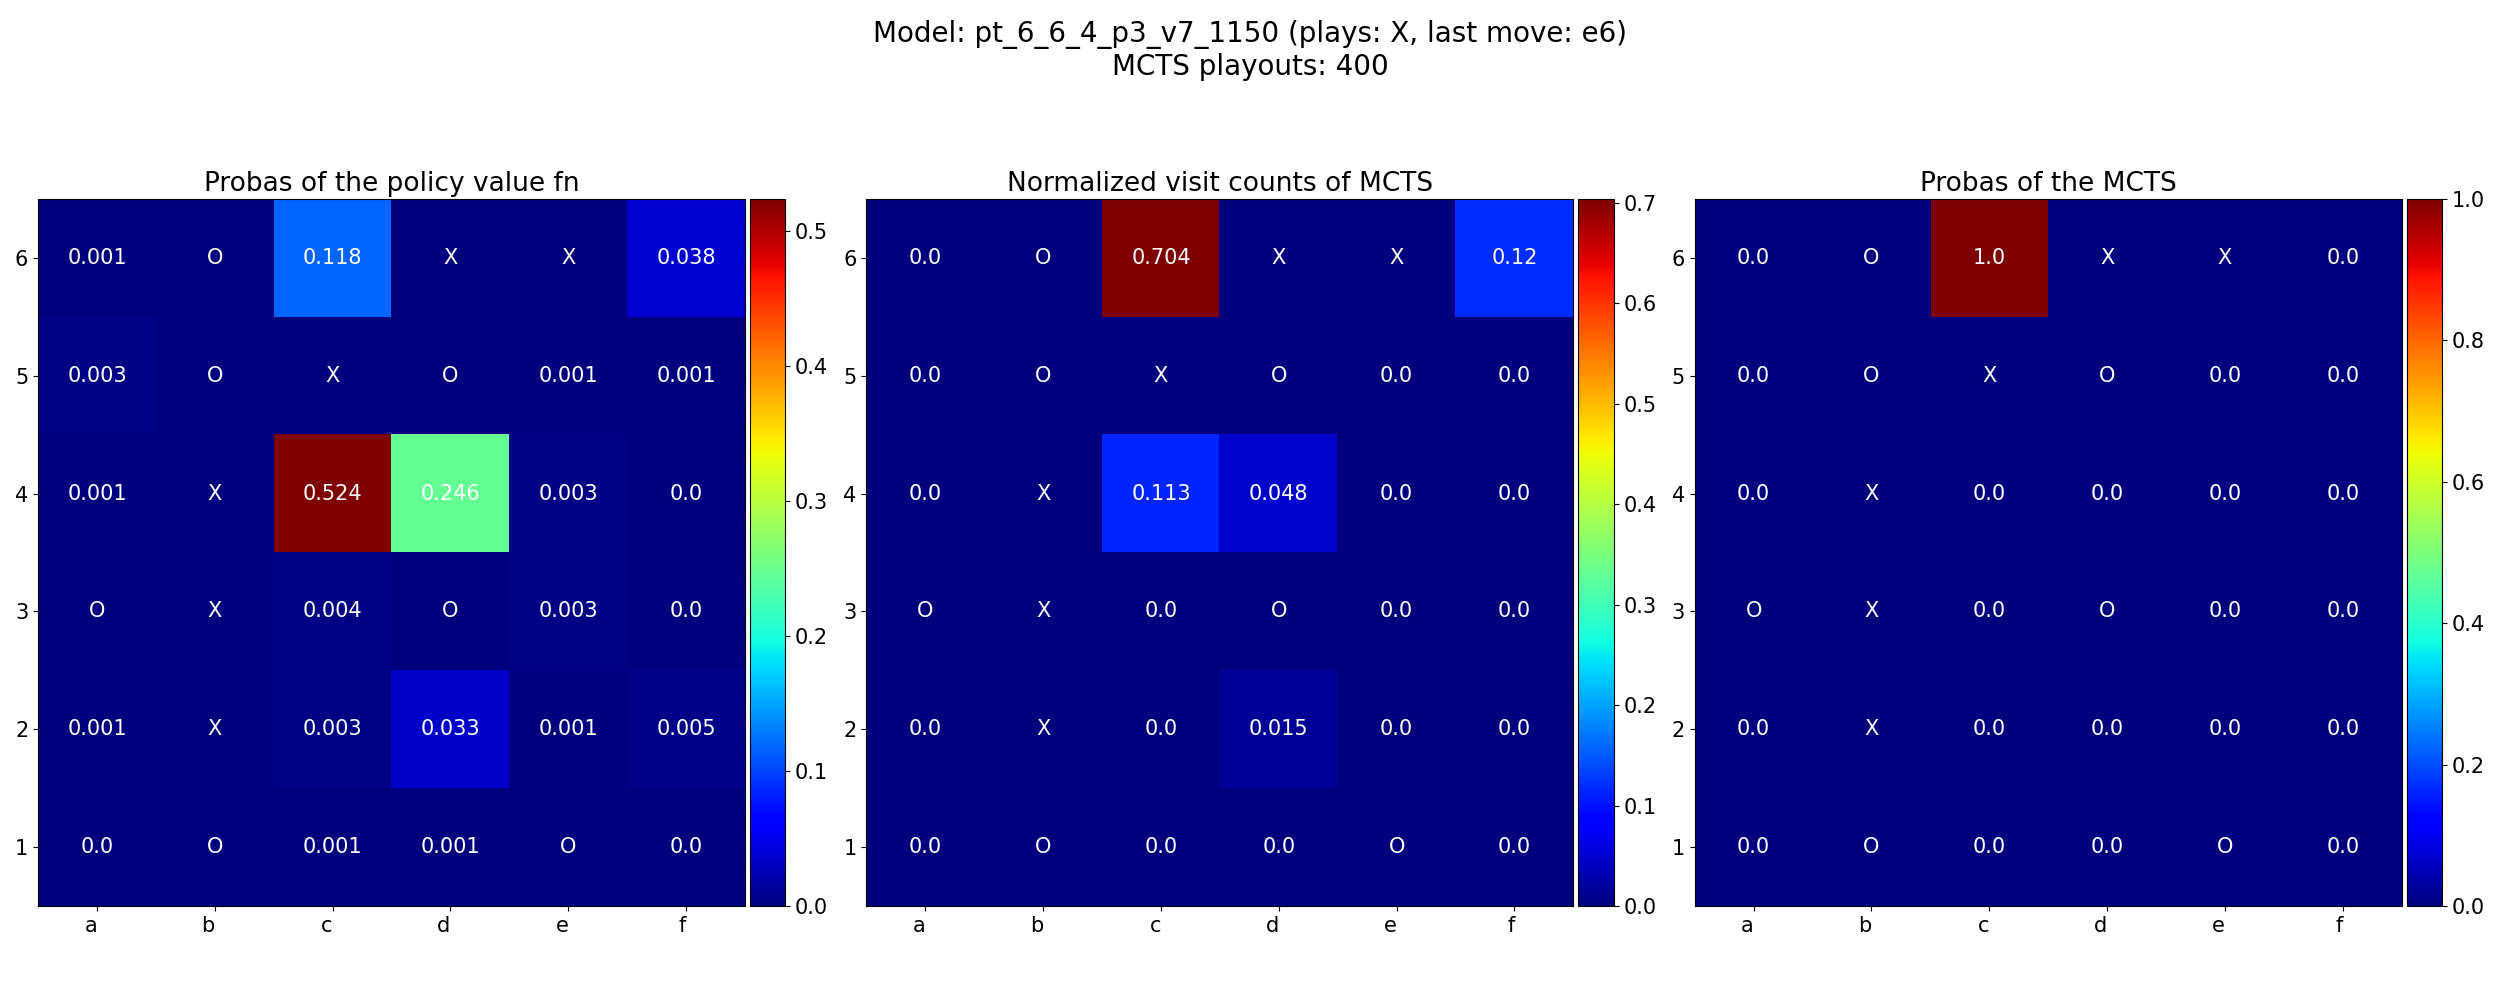 Model: pt_6_6_4_p3_v7_1150 (plays: X, last move: e6)
MCTS playouts: 400
Probas of the policy value fn
6 0.001 O 0.118 X X 0.038
5 0.003 O X O 0.001 0.001
4 0.001 X 0.524 0.246 0.003 0.0
3 O X 0.004 O 0.003 0.0
2 0.001 X 0.003 0.033 0.001 0.005
1 0.0 O 0.001 0.001 O 0.0
a b c d e f
0.5
0.4
0.3
0.2
0.1
0.0
Normalized visit counts of MCTS
6 0.0 O 0.704 X X 0.12
5 0.0 O X O 0.0 0.0
4 0.0 X 0.113 0.048 0.0 0.0
3 O X 0.0 O 0.0 0.0
2 0.0 X 0.0 0.015 0.0 0.0
1 0.0 O 0.0 0.0 O 0.0
a b c d e f
0.7
0.6
0.5
0.4
0.3
0.2
0.1
0.0
Probas of the MCTS
6 0.0 O 1.0 X X 0.0
5 0.0 O X O 0.0 0.0
4 0.0 X 0.0 0.0 0.0 0.0
3 O X 0.0 O 0.0 0.0
2 0.0 X 0.0 0.0 0.0 0.0
1 0.0 O 0.0 0.0 O 0.0
a b c d e f
1.0
0.8
0.6
0.4
0.2
0.0